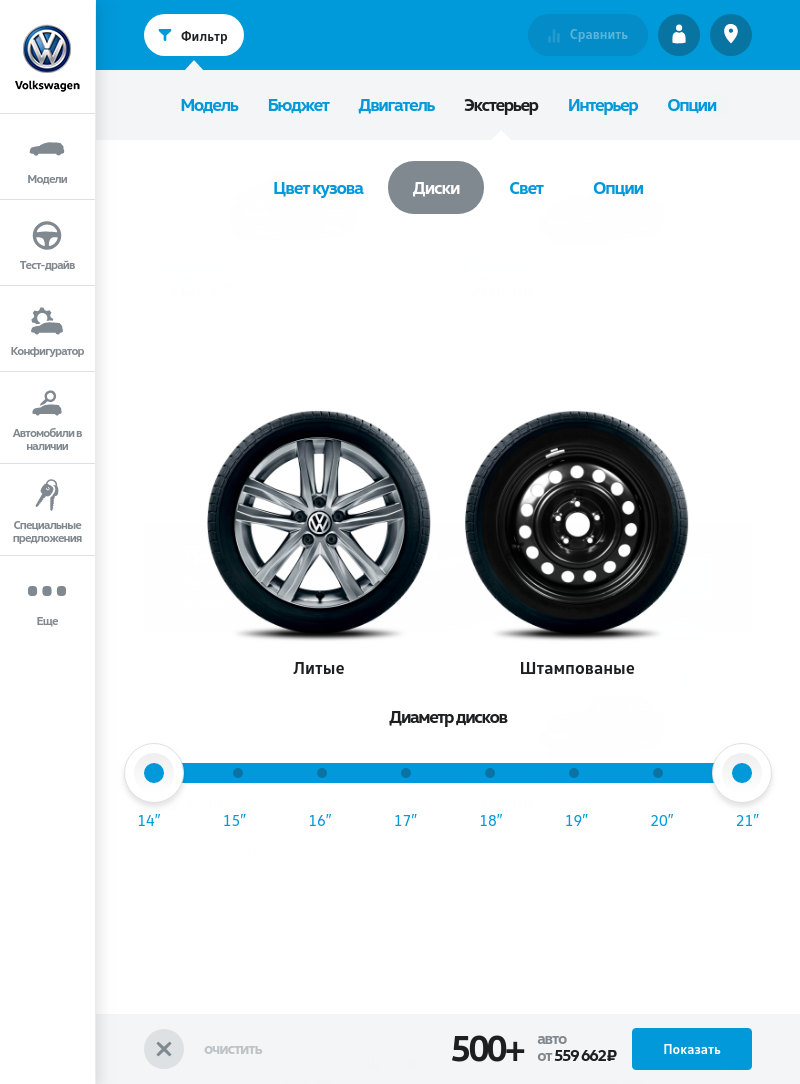 Volkswagen
Модели
Тест-драйв
Конфигуратор
Автомобили в
наличии
Специальные
предложения
Еще
Фильтр
Сравнить
Модель Бюджет Двигатель Экстерьер Интерьер Опции
Цвет кузова Диски Свет Опции
Литые Штампованые
Диаметр дисков
14″ 15″ 16″ 17″ 18″ 19″ 20″ 21″
очистить
500+
авто
от 559 662 ₽
Показать